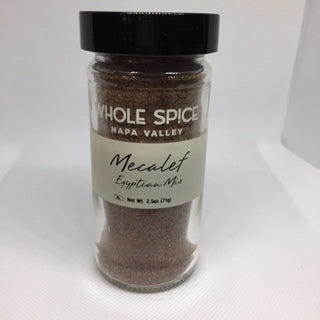 WHOLE SPICE
NAPA VALLEY
Mecalef
Egyptian Mix
K Net Wt. 2.5oz (71g)